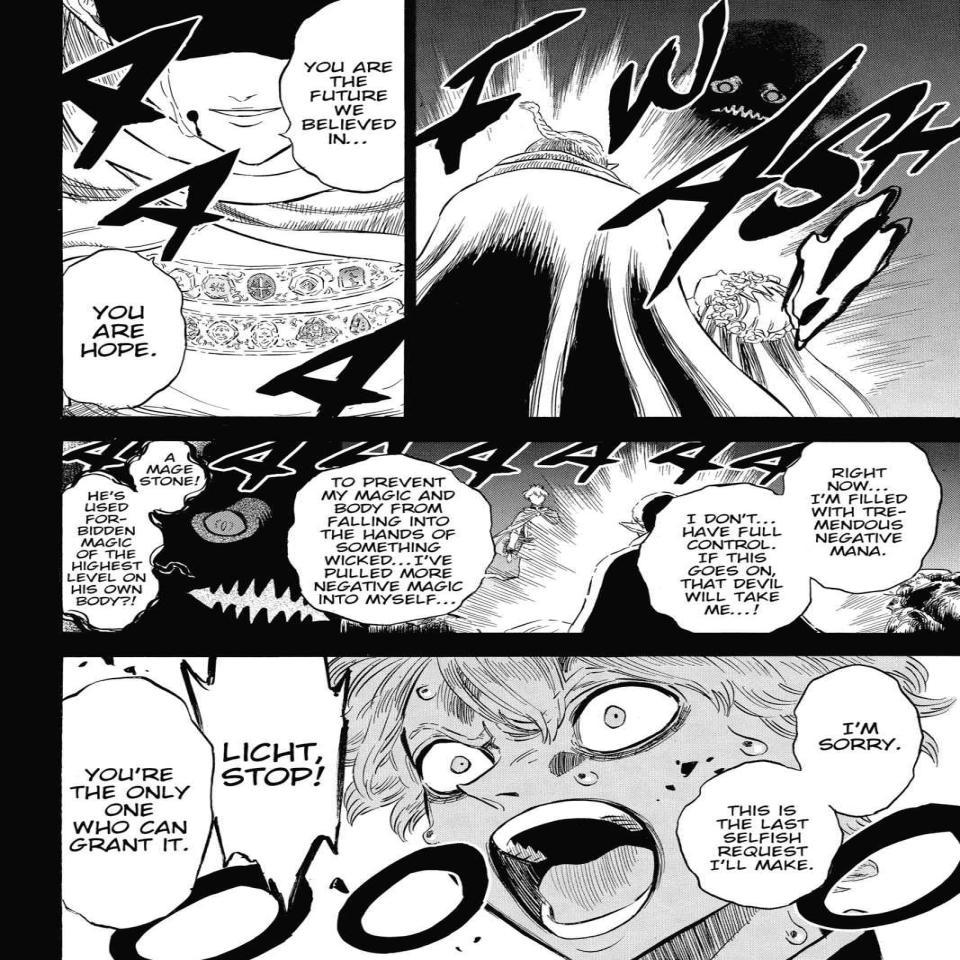 FWASH!!
YOU ARE
THE
FUTURE
WE
BELIEVED
IN...
YOU
ARE
HOPE.
RIGHT
NOW...
I'M FILLED
WITH TRE-
MENDOUS
NEGATIVE
MANA.
I DON'T...
HAVE FULL
CONTROL.
IF THIS
GOES ON,
THAT DEVIL
WILL TAKE
ME...!
TO PREVENT
MY MAGIC AND
BODY FROM
FALLING INTO
THE HANDS OF
SOMETHING
WICKED...I'VE
PULLED MORE
NEGATIVE MAGIC
INTO MYSELF...
A
MAGE
STONE!
HE'S
USED
FOR-
BIDDEN
MAGIC
OF THE
HIGHEST
LEVEL ON
HIS OWN
BODY?!
I'M
SORRY.
THIS IS
THE LAST
SELFISH
REQUEST
I'LL MAKE.
LICHT,
STOP!
YOU'RE
THE ONLY
ONE
WHO CAN
GRANT IT.